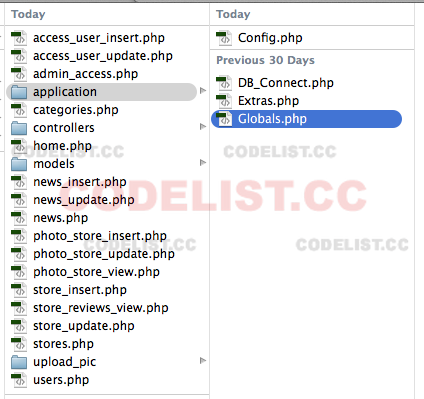 Today
access_user_insert.php
access_user_update.php
admin_access.php
application
categories.php
controllers
home.php
models
news_insert.php
news_update.php
news.php
photo_store_insert.php
photo_store_update.php
photo_store_view.php
store_insert.php
store_reviews_view.php
store_update.php
stores.php
upload_pic
users.php
Today
Config.php
Previous 30 Days
DB_Connect.php
Extras.php
Globals.php
CODELIST.CC
CODELIST.CC
CODELIST.CC
CODELIST.CC
CODELIST.CC